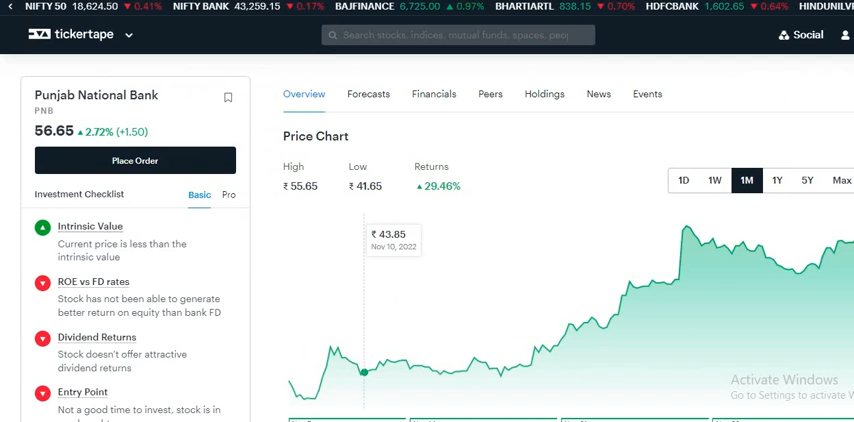 NIFTY 50 18,624.50 ▼ 0.41% NIFTY BANK 43,259.15 ▼ 0.17% BAJFINANCE 6,725.00 ▲ 0.97% BHARTIARTL 838.15 ▼ 0.70% HDFCBANK 1,602.65 ▼ 0.64% HINDUNILVR
tickertape
Search stocks, indices, mutual funds, spaces, peop
Social
Punjab National Bank
PNB
56.65 ▲ 2.72% (+1.50)
Place Order
Investment Checklist Basic Pro
Intrinsic Value
Current price is less than the
intrinsic value
ROE vs FD rates
Stock has not been able to generate
better return on equity than bank FD
Dividend Returns
Stock doesn't offer attractive
dividend returns
Entry Point
Not a good time to invest, stock is in
Overview Forecasts Financials Peers Holdings News Events
Price Chart
High Low Returns
₹ 55.65 ₹ 41.65 ▲ 29.46%
1D 1W 1M 1Y 5Y Max
₹ 43.85
Nov 10, 2022
Activate Windows
Go to Settings to activate W